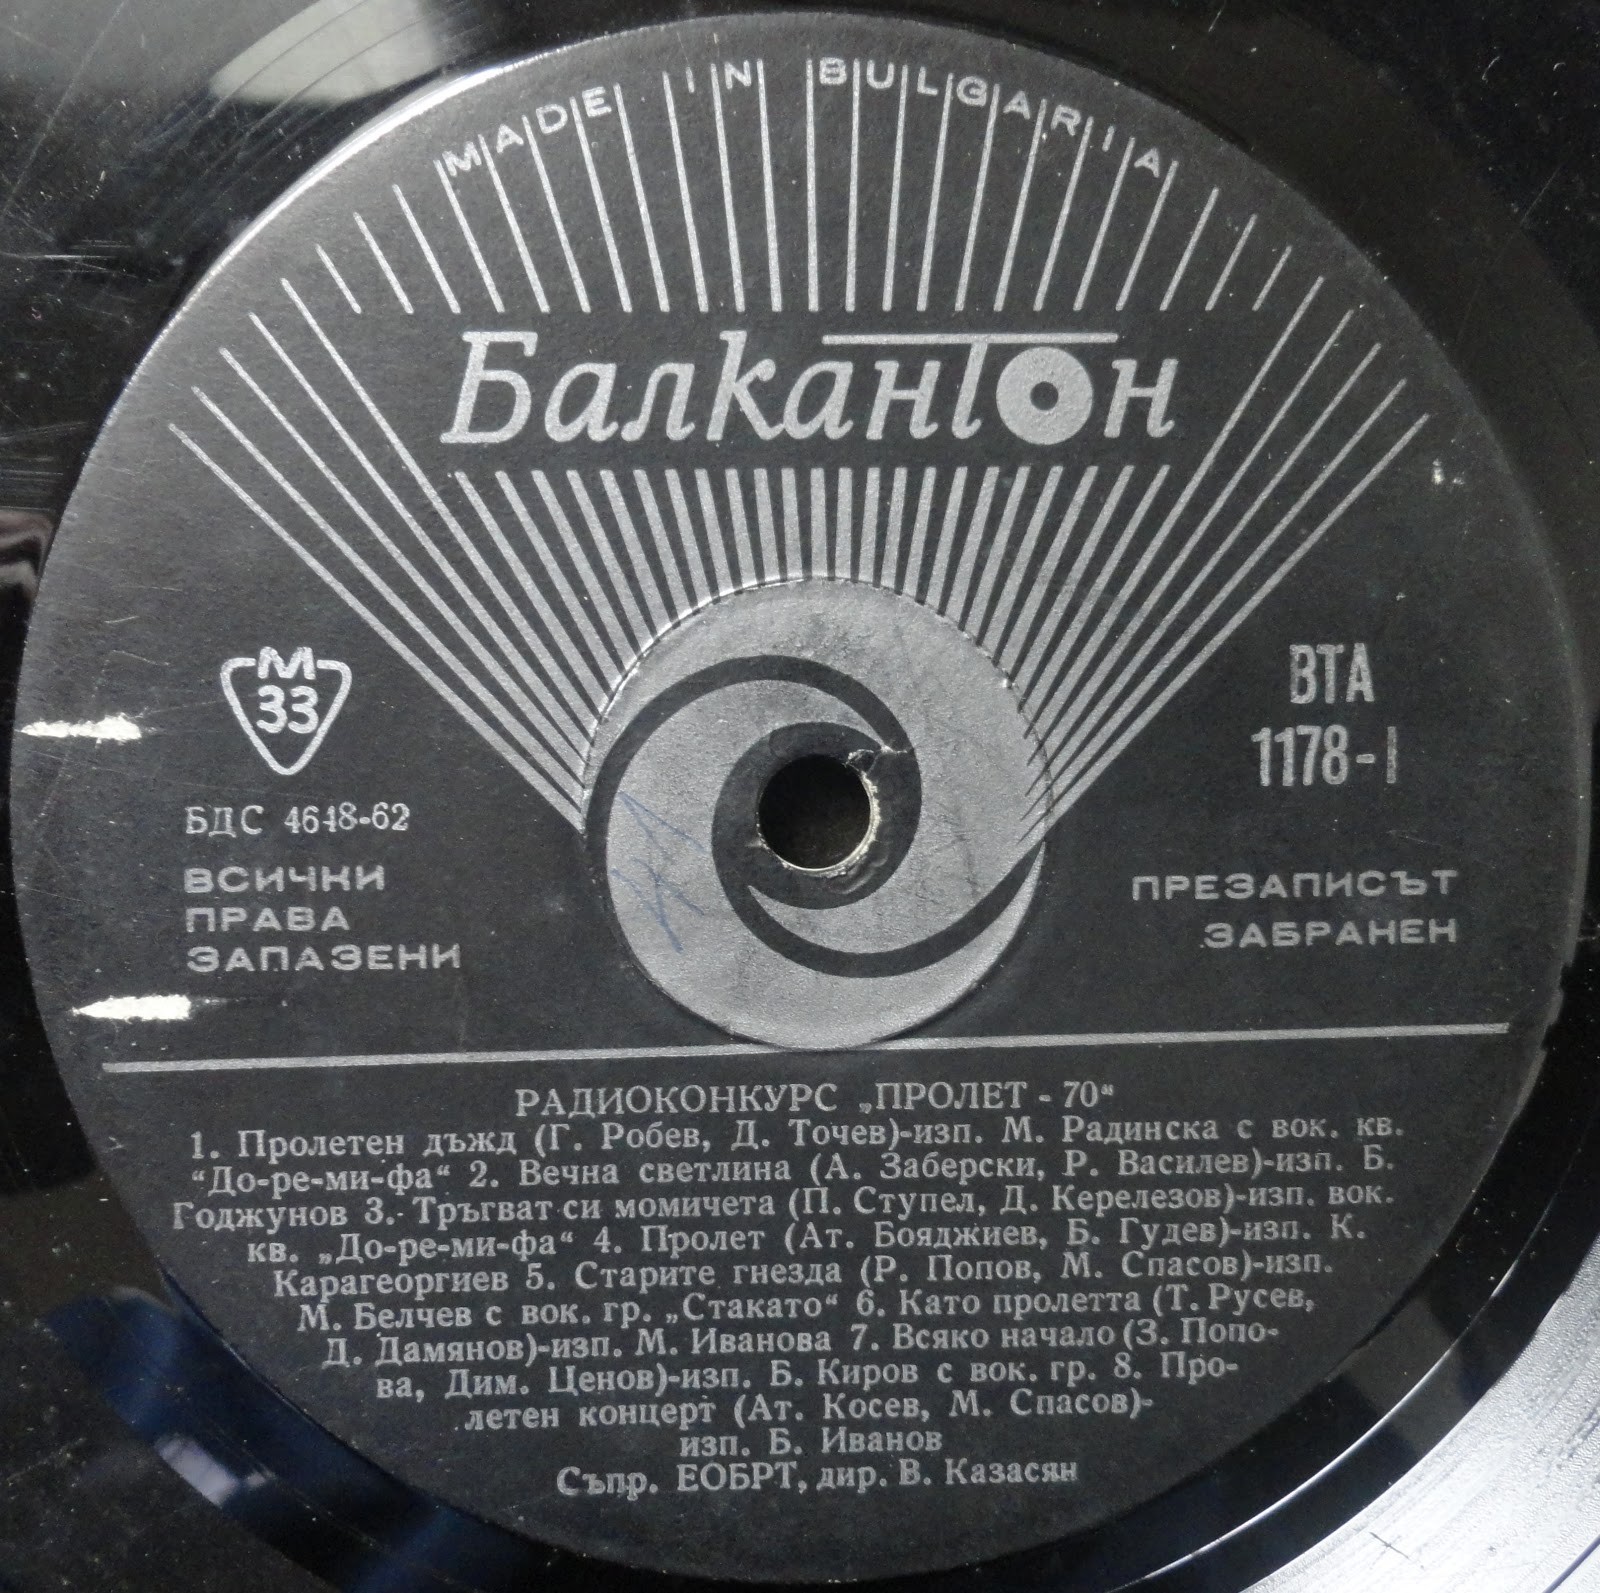 MADE IN BULGARIA
Балкантон
М
33
ВТА
1178-I
БДС 4648-62
ВСИЧКИ
ПРАВА
ЗАПАЗЕНИ
ПРЕЗАПИСЪТ
ЗАБРАНЕН
РАДИОКОНКУРС „ПРОЛЕТ - 70“
1. Пролетен дъжд (Г. Робев, Д. Точев)-изп. М. Радинска с вок. кв.
“До-ре-ми-фа“ 2. Вечна светлина (А. Заберски, Р. Василев)-изп. Б.
Годжунов 3. Тръгват си момичета (П. Ступел, Д. Керелезов)-изп. вок.
кв. „До-ре-ми-фа“ 4. Пролет (Ат. Бояджиев, Б. Гудев)-изп. К.
Карагеоргиев 5. Старите гнезда (Р. Попов, М. Спасов)-изп.
М. Белчев с вок. гр. „Стакато“ 6. Като пролетта (Т. Русев,
Д. Дамянов)-изп. М. Иванова 7. Всяко начало (З. Попо-
ва, Дим. Ценов)-изп. Б. Киров с вок. гр. 8. Про-
летен концерт (Ат. Косев, М. Спасов)-
изп. Б. Иванов
Съпр. ЕОБРТ, дир. В. Казасян